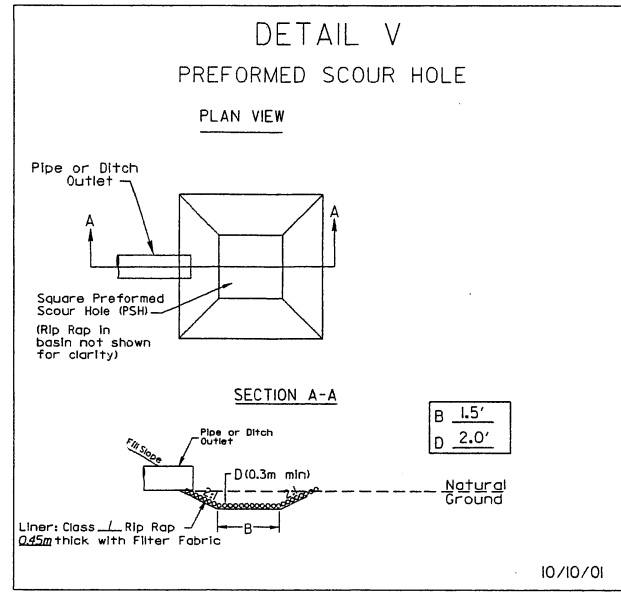 DETAIL V
PREFORMED SCOUR HOLE
PLAN VIEW
Pipe or Ditch
Outlet
A
A
Square Preformed
Scour Hole (PSH)
(Rip Rap in
basin not shown
for clarity)
SECTION A-A
B 1.5'
D 2.0'
Fill Slope
Pipe or Ditch
Outlet
D (0.3m min)
Natural
Ground
2:1
2:1
B
Liner: Class I Rip Rap
0.45m thick with Filter Fabric
10/10/01